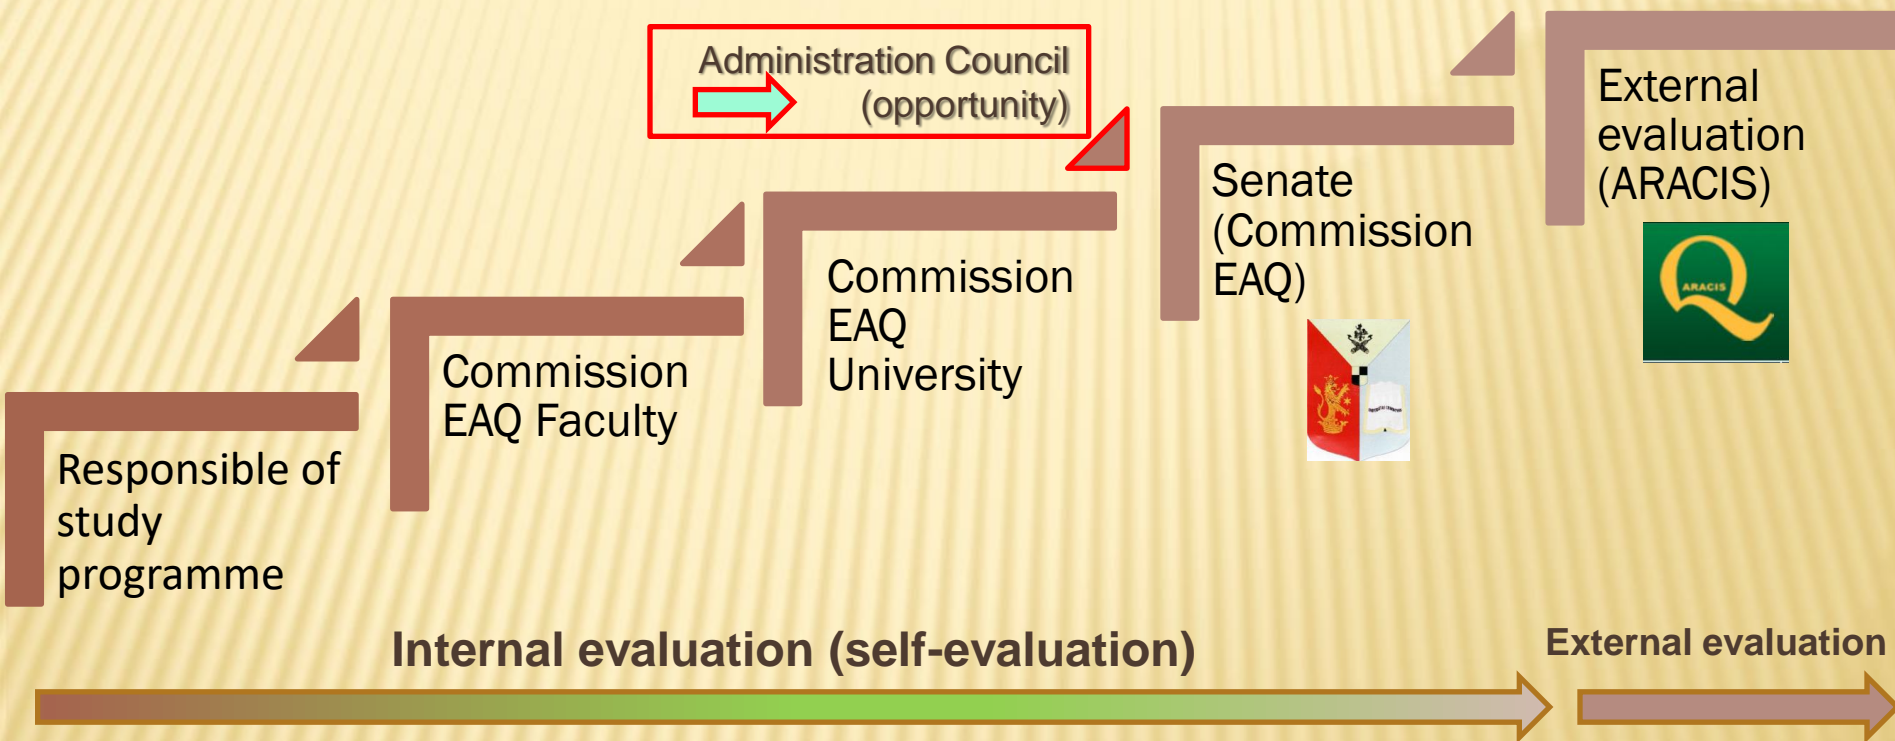 Administration Council
(opportunity)
External
evaluation
(ARACIS)
Senate
(Commission
EAQ)
ARACIS
Commission
EAQ
University
Commission
EAQ Faculty
Responsible of
study
programme
Internal evaluation (self-evaluation)
External evaluation